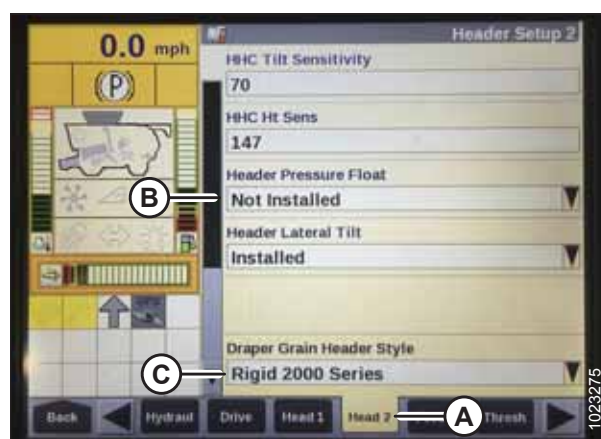 0.0 mph
Header Setup 2
(P)
HHC Tilt Sensitivity
70
HHC Ht Sens
147
Header Pressure Float
B
Not Installed
Header Lateral Tilt
Installed
Draper Grain Header Style
C
Rigid 2000 Series
Back
Hydraul
Drive
Head 1
Head 2
A
Thresh
1023275